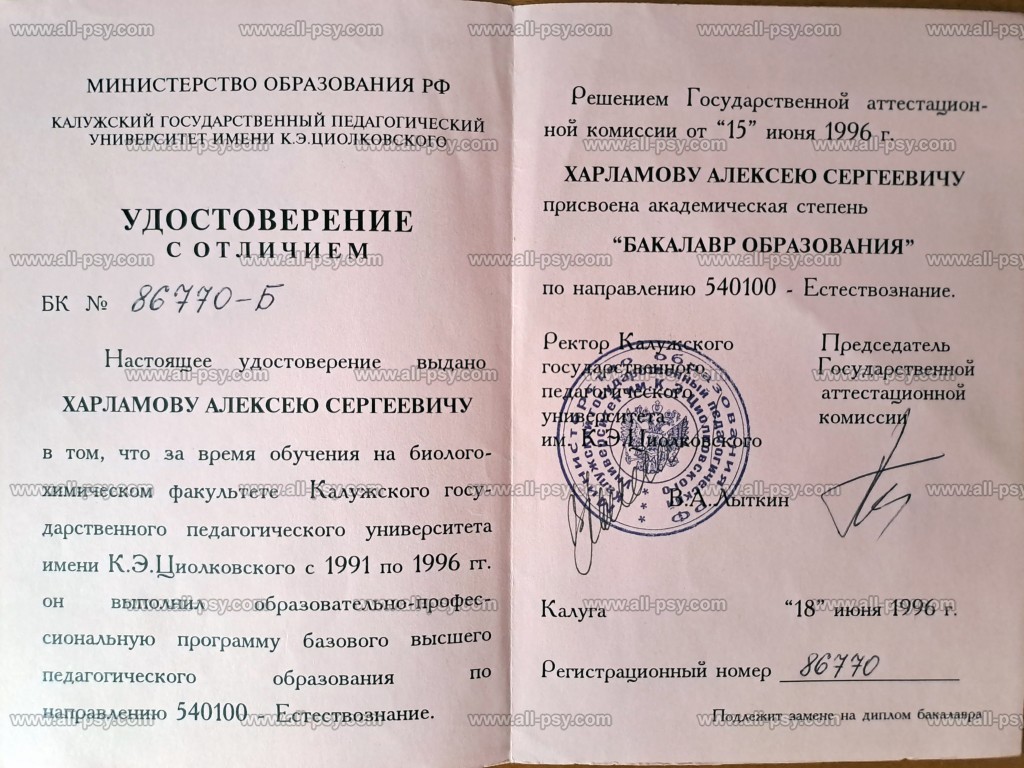 МИНИСТЕРСТВО ОБРАЗОВАНИЯ РФ
КАЛУЖСКИЙ ГОСУДАРСТВЕННЫЙ ПЕДАГОГИЧЕСКИЙ
УНИВЕРСИТЕТ ИМЕНИ К.Э.ЦИОЛКОВСКОГО
УДОСТОВЕРЕНИЕ
С ОТЛИЧИЕМ
БК № 86770-Б
Настоящее удостоверение выдано
ХАРЛАМОВУ АЛЕКСЕЮ СЕРГЕЕВИЧУ
в том, что за время обучения на биолого-
химическом факультете Калужского госу-
дарственного педагогического университета
имени К.Э.Циолковского с 1991 по 1996 гг.
он выполнил образовательно-профес-
сиональную программу базового высшего
педагогического образования по
направлению 540100 - Естествознание.
Решением Государственной аттестацион-
ной комиссии от "15" июня 1996 г.
ХАРЛАМОВУ АЛЕКСЕЮ СЕРГЕЕВИЧУ
присвоена академическая степень
"БАКАЛАВР ОБРАЗОВАНИЯ"
по направлению 540100 - Естествознание.
Ректор Калужского
государственного
педагогического
университета
им. К.Э.Циолковского
В.А.Лыткин
Председатель
Государственной
аттестационной
комиссии
Калуга "18" июня 1996 г.
Регистрационный номер 86770
Подлежит замене на диплом бакалавра
www.all-psy.com